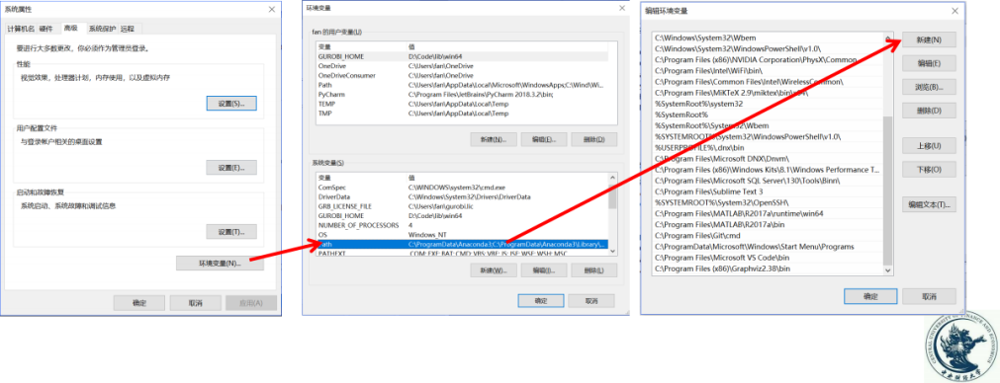 系统属性
计算机名 硬件 高级 系统保护 远程
要进行大多数更改，你必须作为管理员登录。
性能
视觉效果，处理器计划，内存使用，以及虚拟内存
设置(S)...
用户配置文件
与登录帐户相关的桌面设置
设置(E)...
启动和故障恢复
系统启动、系统故障和调试信息
设置(T)...
环境变量(N)...
确定 取消 应用(A)
环境变量
fan 的用户变量(U)
变量 值
GUROBI_HOME D:\Code\lib\win64
OneDrive C:\Users\fan\OneDrive
OneDriveConsumer C:\Users\fan\OneDrive
Path C:\Users\fan\AppData\Local\Microsoft\WindowsApps;C:\Wind\Wi...
PyCharm C:\Program Files\JetBrains\PyCharm 2018.3.2\bin;
TEMP C:\Users\fan\AppData\Local\Temp
TMP C:\Users\fan\AppData\Local\Temp
新建(N)... 编辑(E)... 删除(D)
系统变量(S)
变量 值
ComSpec C:\WINDOWS\system32\cmd.exe
DriverData C:\Windows\System32\Drivers\DriverData
GRB_LICENSE_FILE C:\Users\fan\gurobi.lic
GUROBI_HOME D:\Code\lib\win64
NUMBER_OF_PROCESSORS 4
OS Windows_NT
Path C:\ProgramData\Anaconda3;C:\ProgramData\Anaconda3\Library\...
PATHEXT .COM;.EXE;.BAT;.CMD;.VBS;.VBE;.JS;.JSE;.WSF;.WSH;.MSC
新建(W)... 编辑(I)... 删除(L)
确定 取消
编辑环境变量
C:\Windows\System32\Wbem
C:\Windows\System32\WindowsPowerShell\v1.0\
C:\Program Files (x86)\NVIDIA Corporation\PhysX\Common
C:\Program Files\Intel\WiFi\bin\
C:\Program Files\Common Files\Intel\WirelessCommon\
C:\Program Files\MiKTeX 2.9\miktex\bin\x64\
%SystemRoot%\system32
%SystemRoot%
%SystemRoot%\System32\Wbem
%SYSTEMROOT%\System32\WindowsPowerShell\v1.0\
%USERPROFILE%\.dnx\bin
C:\Program Files\Microsoft DNX\Dnvm\
C:\Program Files (x86)\Windows Kits\8.1\Windows Performance T...
C:\Program Files\Microsoft SQL Server\130\Tools\Binn\
C:\Program Files\Sublime Text 3
%SYSTEMROOT%\System32\OpenSSH\
C:\Program Files\MATLAB\R2017a\runtime\win64
C:\Program Files\MATLAB\R2017a\bin
C:\Program Files\Git\cmd
C:\ProgramData\Microsoft\Windows\Start Menu\Programs
C:\Program Files\Microsoft VS Code\bin
C:\Program Files (x86)\Graphviz2.38\bin
新建(N)
编辑(E)
浏览(B)...
删除(D)
上移(U)
下移(O)
编辑文本(T)...
确定 取消
CENTRAL UNIVERSITY OF FINANCE AND ECONOMICS
中央财经大学